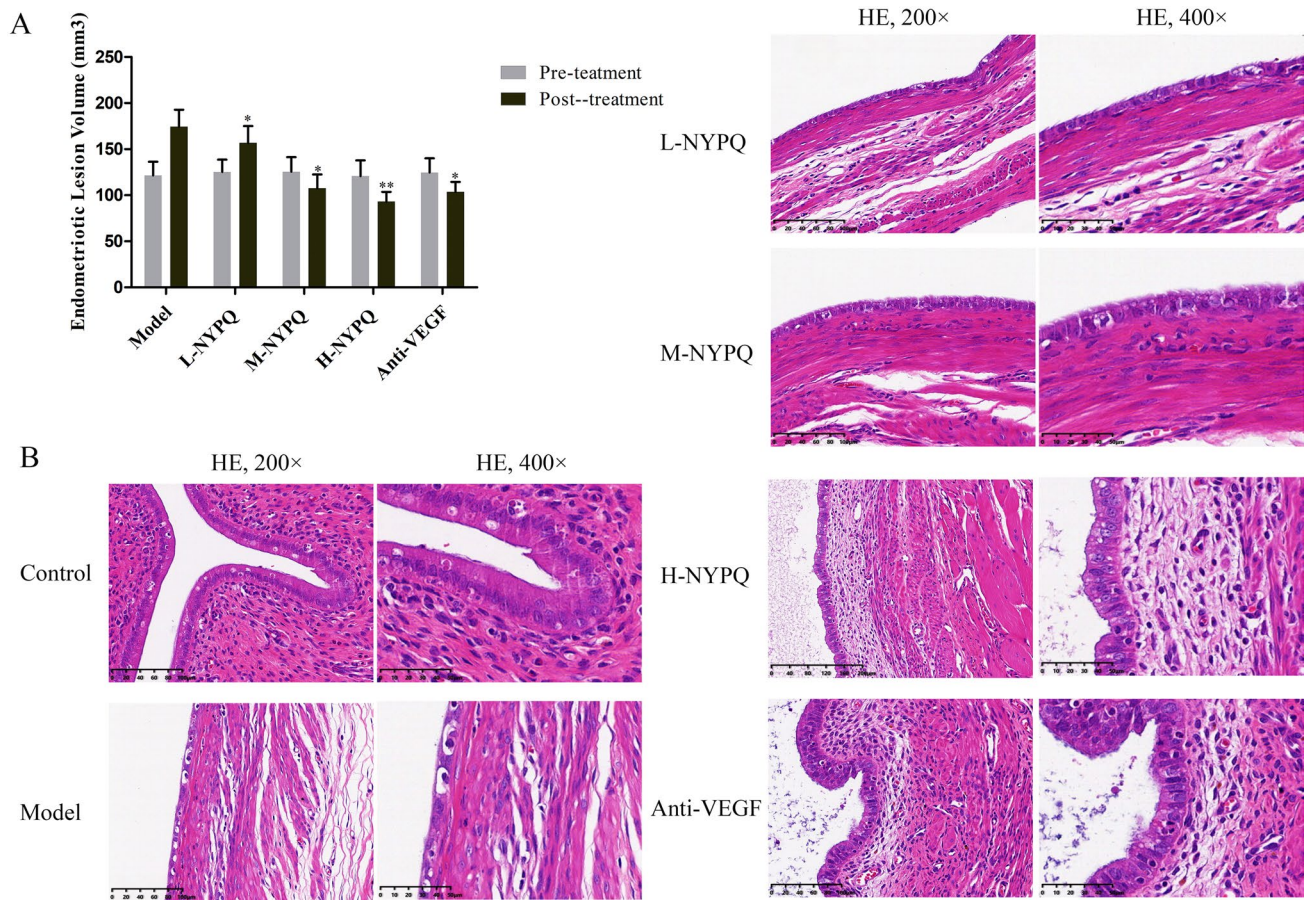 A
Endometriotic Lesion Volume (mm3)
250
200
150
100
50
0
Pre-teatment
Post--treatment
*
*
**
*
Model
L-NYPQ
M-NYPQ
H-NYPQ
Anti-VEGF
HE, 200× HE, 400×
L-NYPQ
M-NYPQ
B
HE, 200× HE, 400×
Control
Model
H-NYPQ
Anti-VEGF